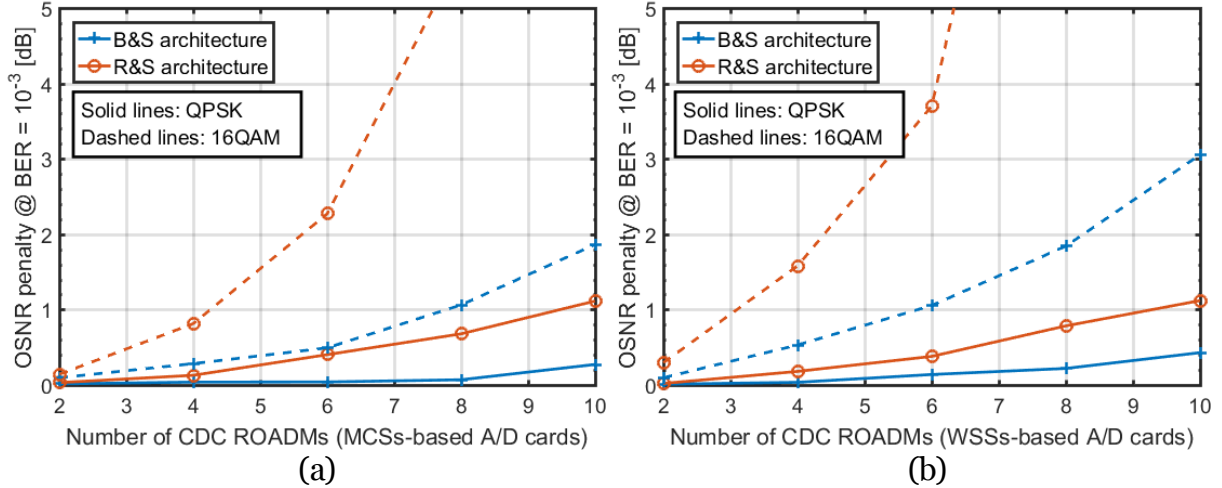 5
4
3
2
1
0
OSNR penalty @ BER = 10⁻³ [dB]
B&S architecture
R&S architecture
Solid lines: QPSK
Dashed lines: 16QAM
2 3 4 5 6 7 8 9 10
Number of CDC ROADMs (MCSs-based A/D cards)
(a)
5
4
3
2
1
0
OSNR penalty @ BER = 10⁻³ [dB]
B&S architecture
R&S architecture
Solid lines: QPSK
Dashed lines: 16QAM
2 3 4 5 6 7 8 9 10
Number of CDC ROADMs (WSSs-based A/D cards)
(b)